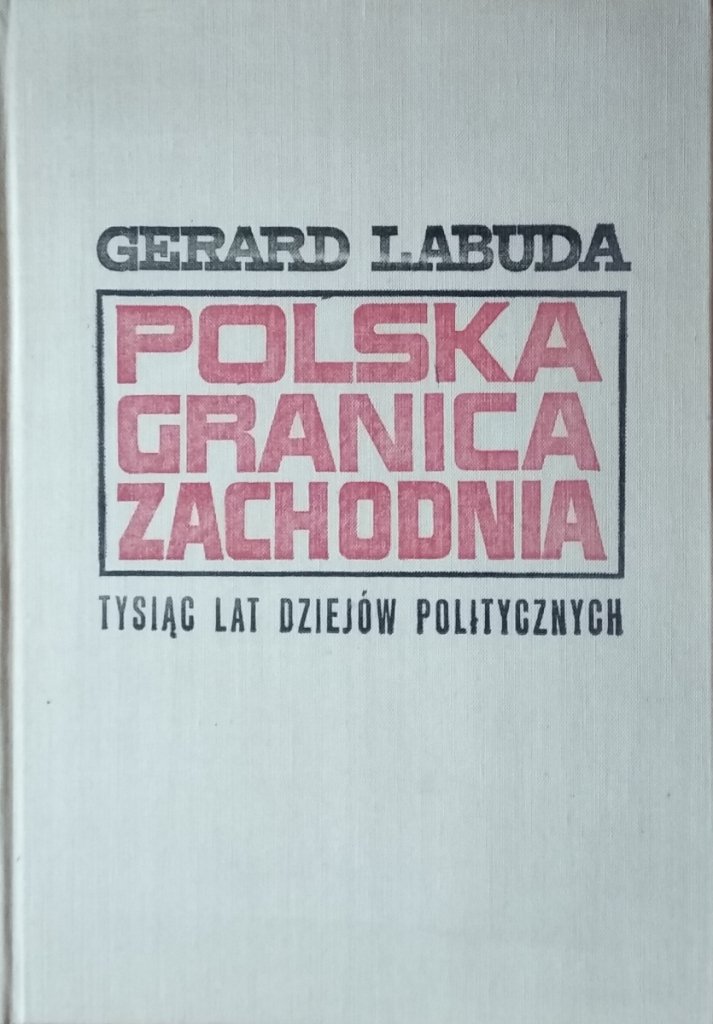 GERARD LABUDA
POLSKA
GRANICA
ZACHODNIA
TYSIĄC LAT DZIEJÓW POLITYCZNYCH